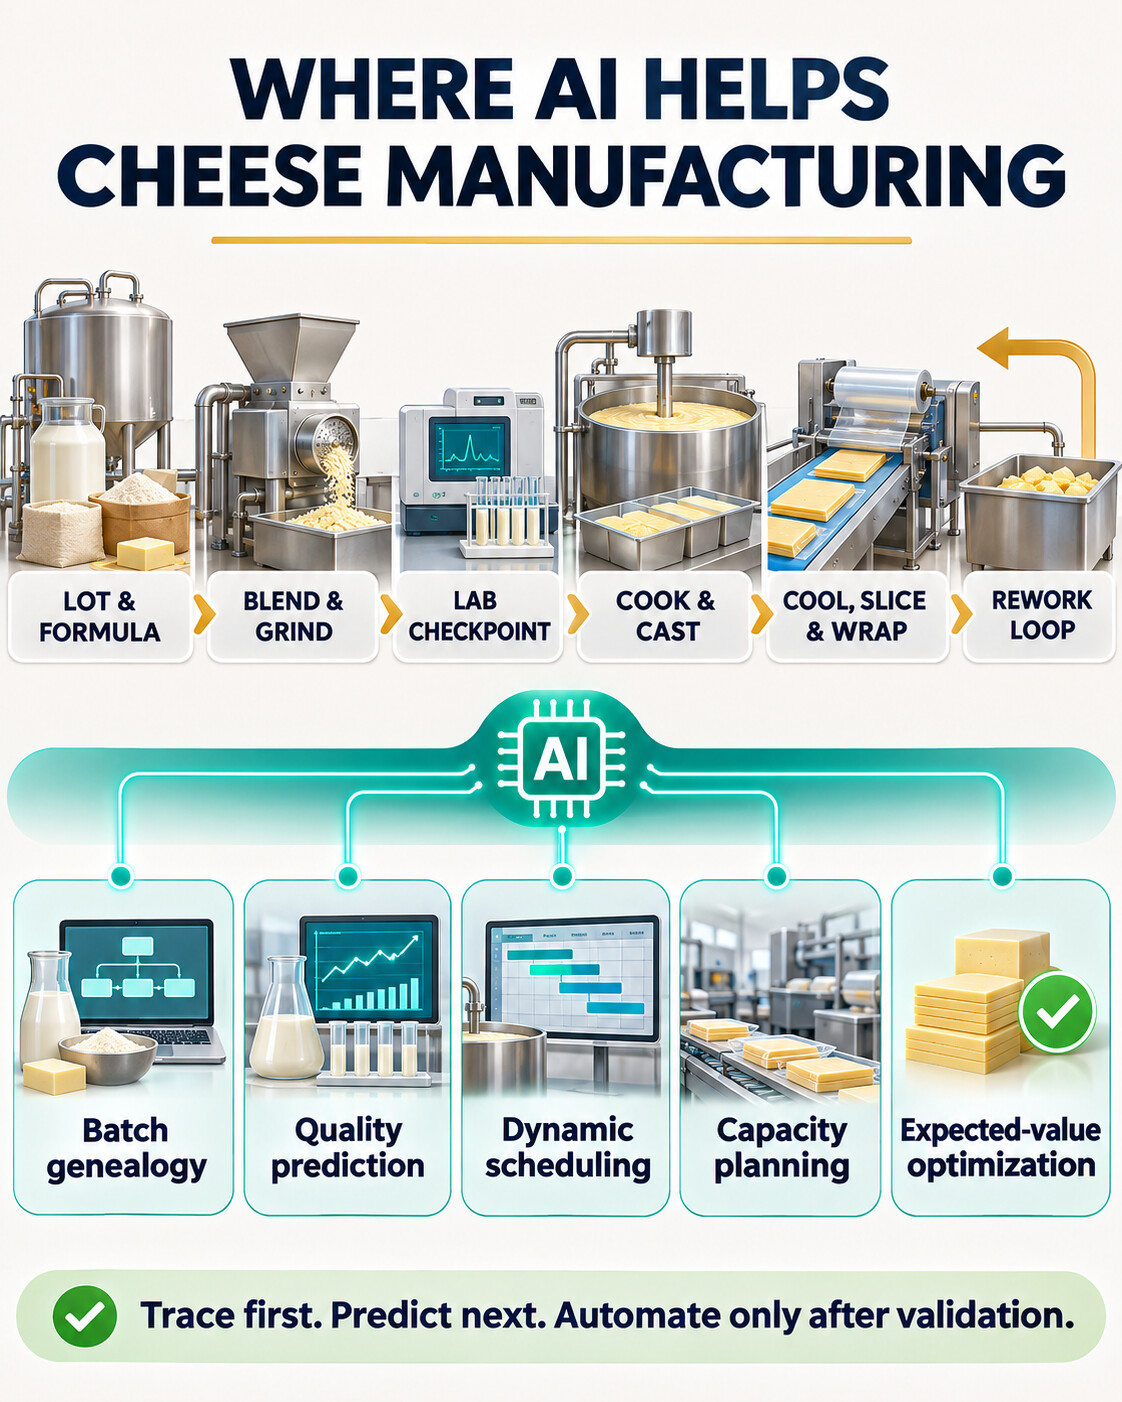 WHERE AI HELPS
CHEESE MANUFACTURING
LOT &
FORMULA
BLEND &
GRIND
LAB
CHECKPOINT
COOK &
CAST
COOL, SLICE
& WRAP
REWORK
LOOP
AI
Batch
genealogy
Quality
prediction
Dynamic
scheduling
Capacity
planning
Expected-value
optimization
Trace first. Predict next. Automate only after validation.